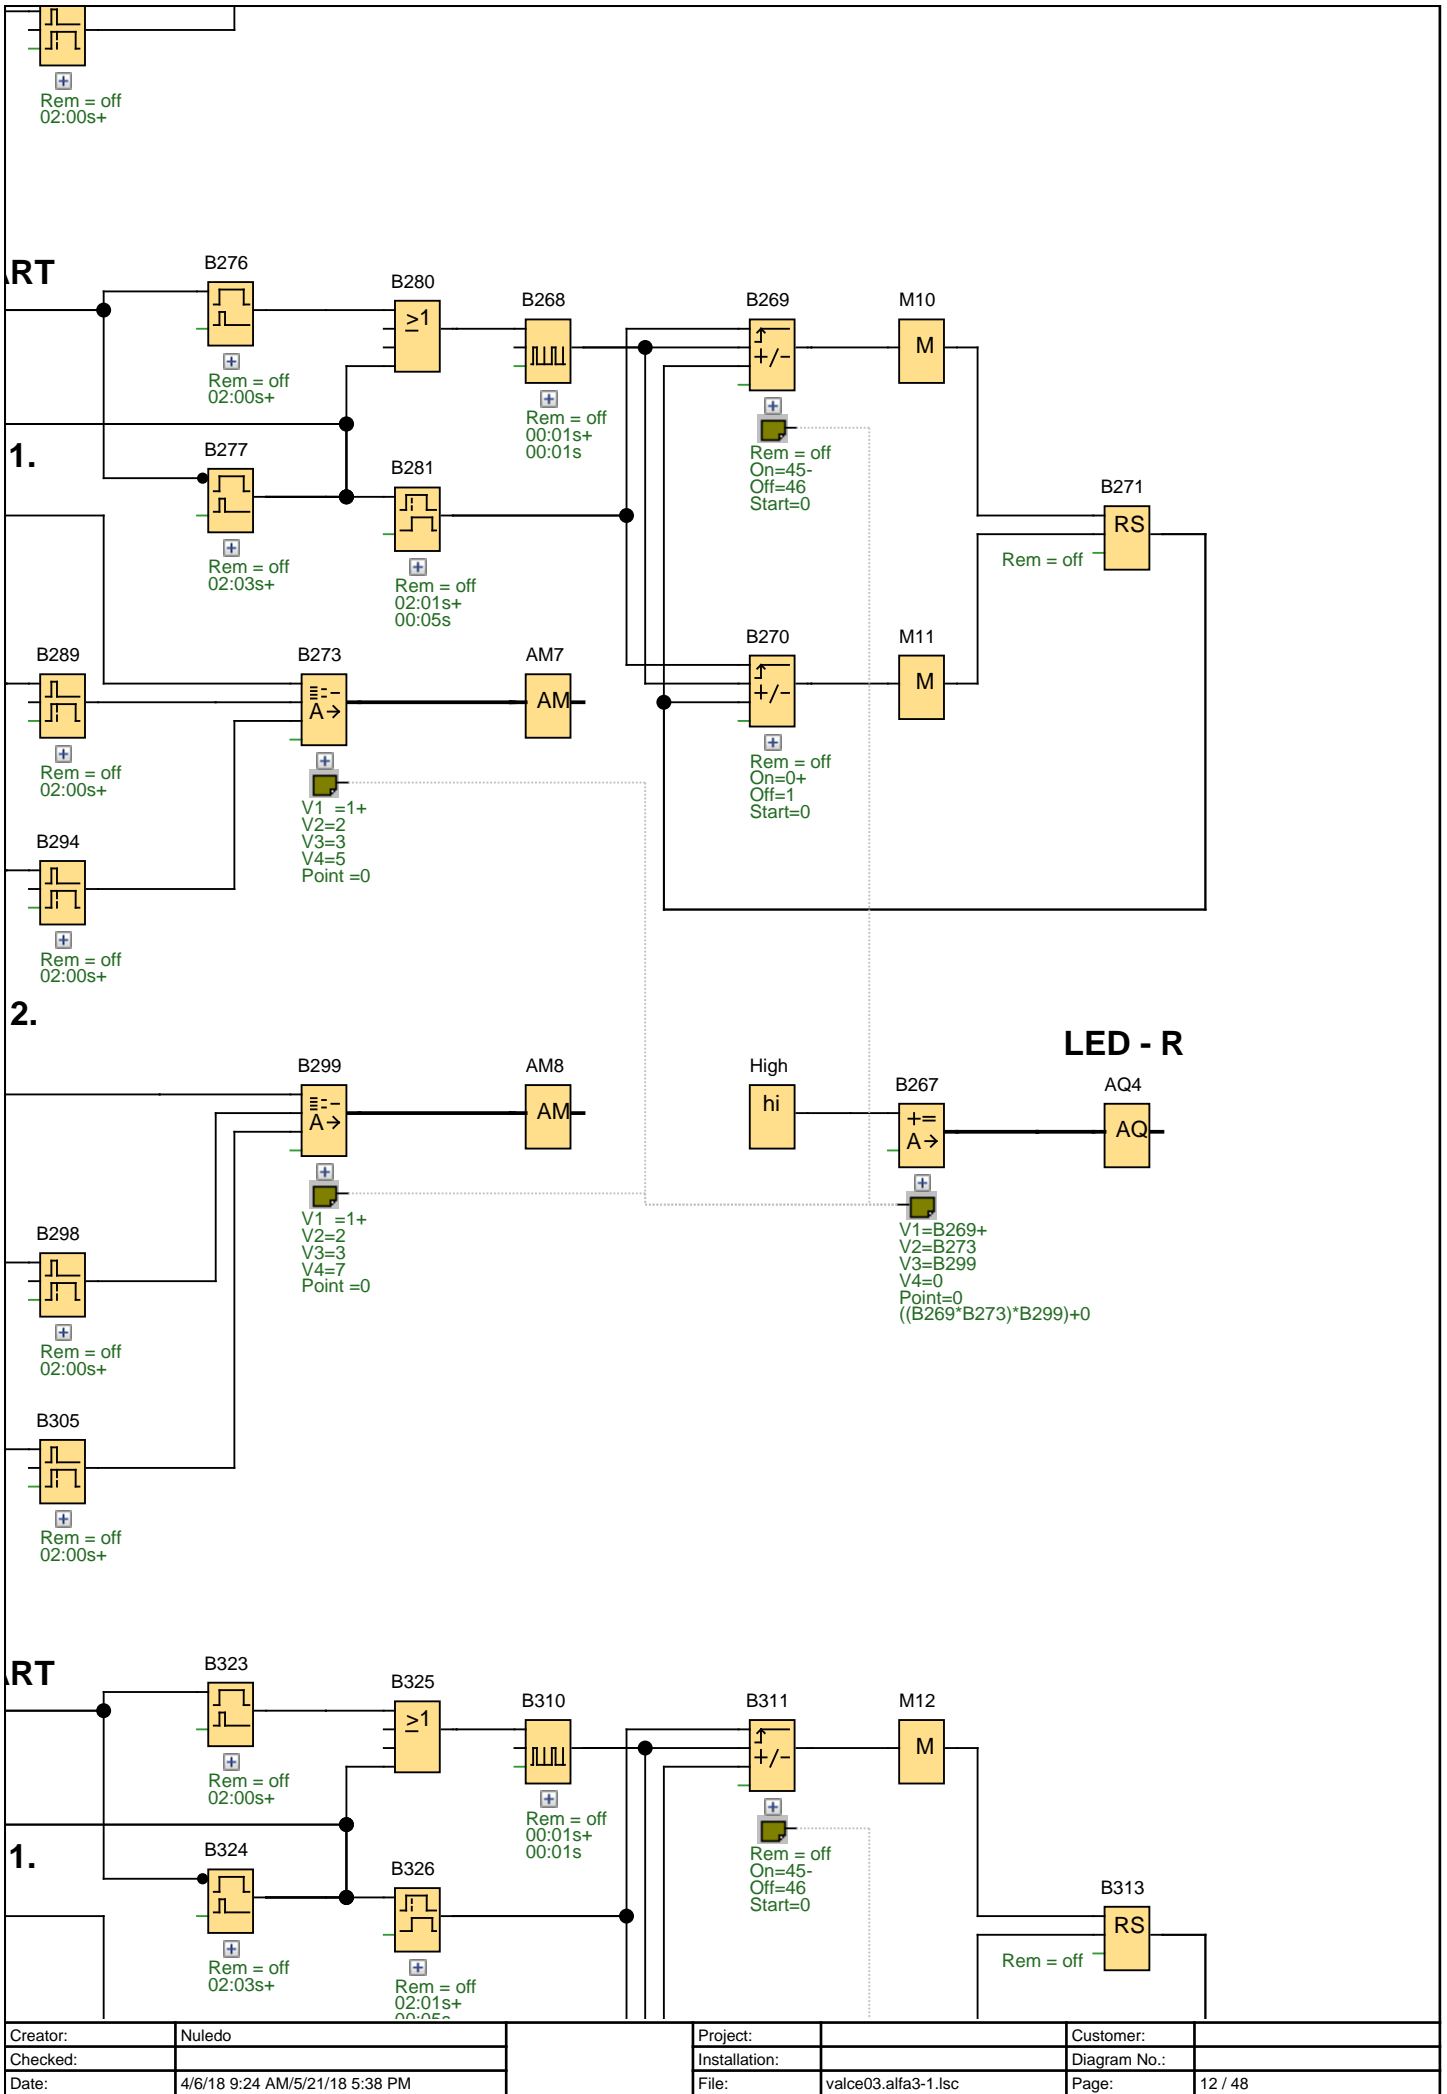 Rem = off
02:00s+
ART
B276
Rem = off
02:00s+
B280
≥1
B268
Rem = off
00:01s+
00:01s
B269
+/-
Rem = off
On=45-
Off=46
Start=0
M10
M
1.
B277
Rem = off
02:03s+
B281
Rem = off
02:01s+
00:05s
B271
RS
Rem = off
B289
Rem = off
02:00s+
B273
A→
V1 =1+
V2=2
V3=3
V4=5
Point =0
AM7
AM
B270
+/-
Rem = off
On=0+
Off=1
Start=0
M11
M
B294
Rem = off
02:00s+
2.
B299
A→
V1 =1+
V2=2
V3=3
V4=7
Point =0
AM8
AM
High
hi
LED - R
B267
+=
A→
V1=B269+
V2=B273
V3=B299
V4=0
Point=0
((B269*B273)*B299)+0
AQ4
AQ
B298
Rem = off
02:00s+
B305
Rem = off
02:00s+
ART
B323
Rem = off
02:00s+
B325
≥1
B310
Rem = off
00:01s+
00:01s
B311
+/-
Rem = off
On=45-
Off=46
Start=0
M12
M
1.
B324
Rem = off
02:03s+
B326
Rem = off
02:01s+
00:05s
B313
RS
Rem = off
Creator: Nuledo Project: Customer:
Checked: Installation: Diagram No.:
Date: 4/6/18 9:24 AM/5/21/18 5:38 PM File: valce03.alfa3-1.lsc Page: 12 / 48